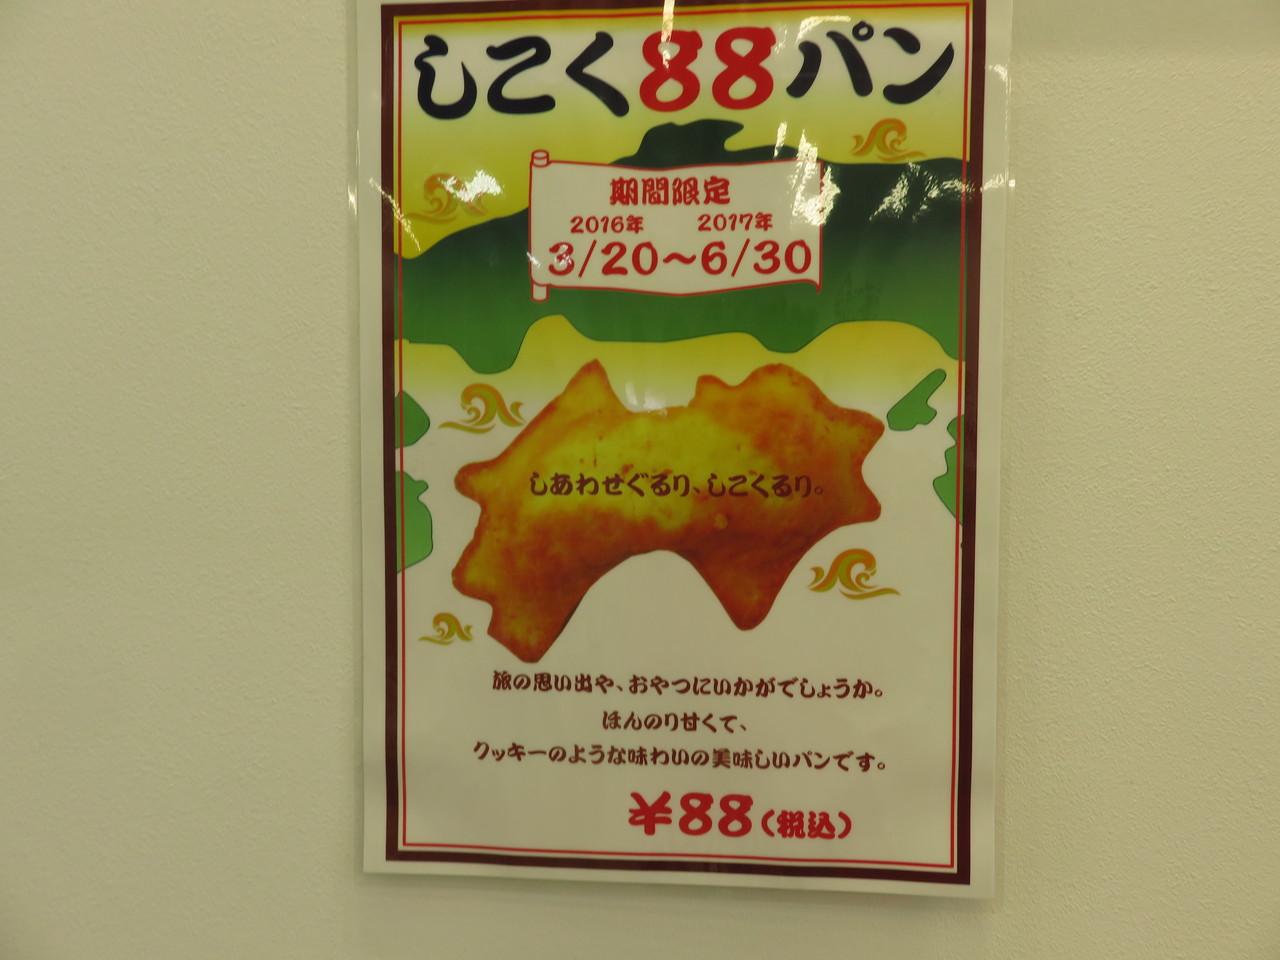 しこく88パン
期間限定
2016年 2017年
3/20～6/30
しあわせぐるり、しこくるり。
旅の思い出や、おやつにいかがでしょうか。
ほんのり甘くて、
クッキーのような味わいの美味しいパンです。
¥88(税込)